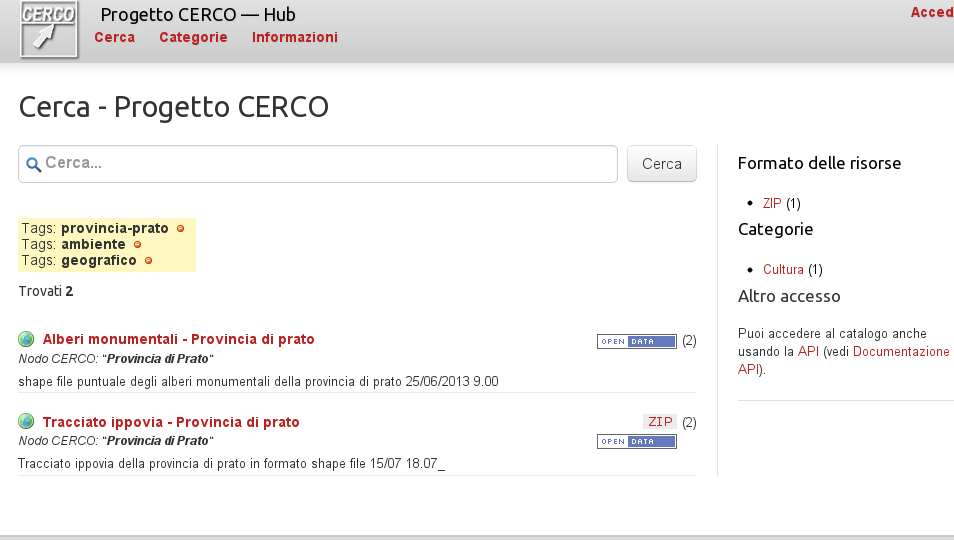 CERCO
Progetto CERCO — Hub
Acced
Cerca Categorie Informazioni
Cerca - Progetto CERCO
Cerca... Cerca
Tags: provincia-prato
Tags: ambiente
Tags: geografico
Trovati 2
Alberi monumentali - Provincia di prato OPEN DATA (2)
Nodo CERCO: "Provincia di Prato"
shape file puntuale degli alberi monumentali della provincia di prato 25/06/2013 9.00
Tracciato ippovia - Provincia di prato ZIP (2)
Nodo CERCO: "Provincia di Prato" OPEN DATA
Tracciato ippovia della provincia di prato in formato shape file 15/07 18.07_
Formato delle risorse
ZIP (1)
Categorie
Cultura (1)
Altro accesso
Puoi accedere al catalogo anche
usando la API (vedi Documentazione
API).